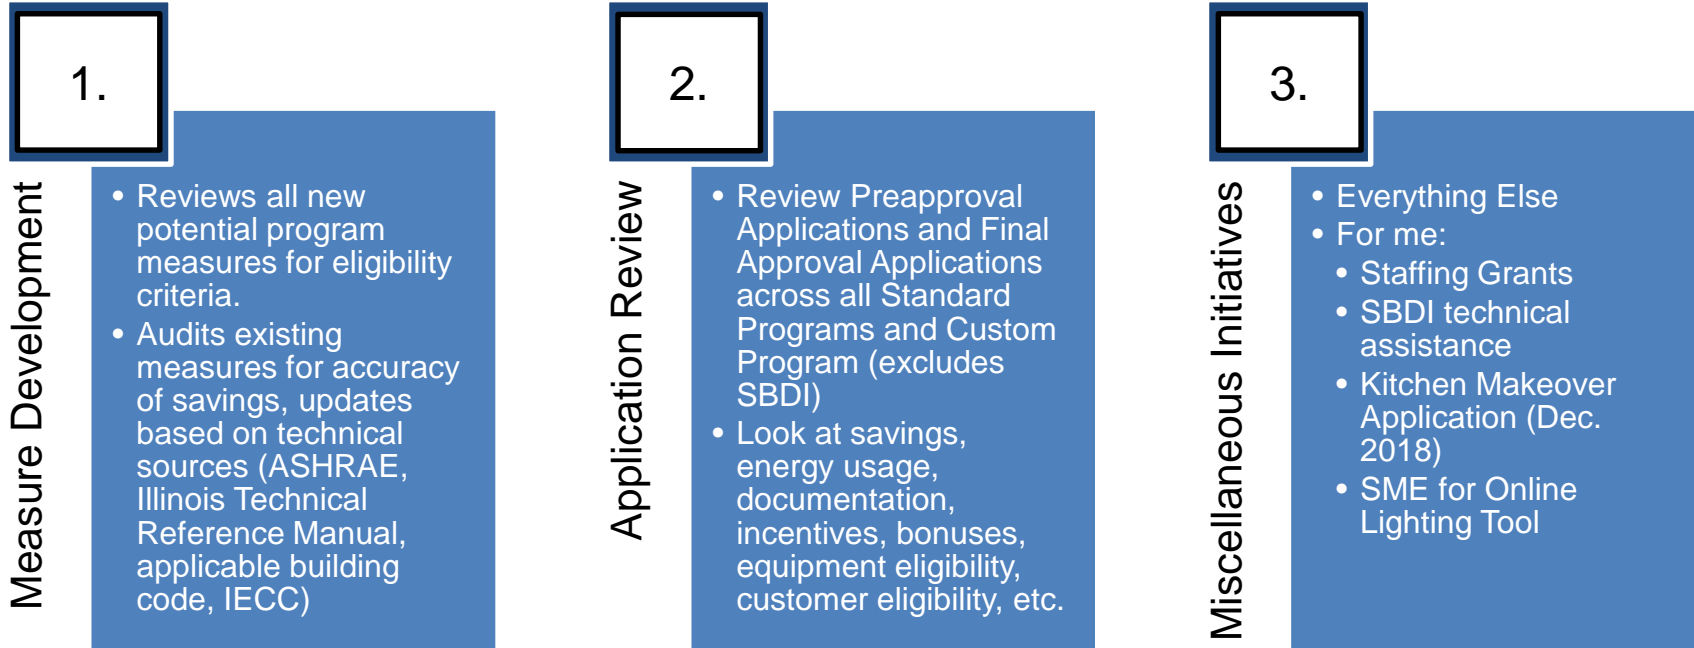 1.
Measure Development
• Reviews all new
potential program
measures for eligibility
criteria.
• Audits existing
measures for accuracy
of savings, updates
based on technical
sources (ASHRAE,
Illinois Technical
Reference Manual,
applicable building
code, IECC)
2.
Application Review
• Review Preapproval
Applications and Final
Approval Applications
across all Standard
Programs and Custom
Program (excludes
SBDI)
• Look at savings,
energy usage,
documentation,
incentives, bonuses,
equipment eligibility,
customer eligibility, etc.
3.
Miscellaneous Initiatives
• Everything Else
• For me:
• Staffing Grants
• SBDI technical
assistance
• Kitchen Makeover
Application (Dec.
2018)
• SME for Online
Lighting Tool